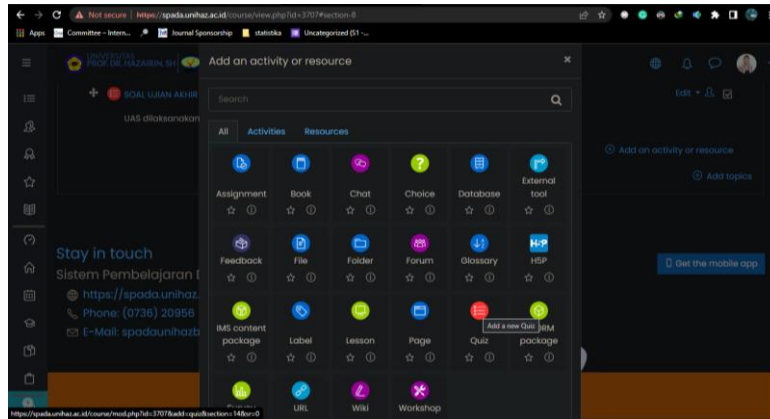 Not secure | https://spada.unihaz.ac.id/course/view.php?id=3707#section-8
Apps Committee – Intern... Journal Sponsorship statistika Uncategorized (S1 -...
UNIVERSITAS
PROF. DR. HAZAIRIN, SH
Add an activity or resource ×
SOAL UJIAN AKHIR
Search
Edit
UAS dilaksanakan
All Activities Resources
Add an activity or resource
Add topics
Assignment Book Chat Choice Database External tool
Feedback File Folder Forum Glossary H5P
H-P
Stay in touch
Sistem Pembelajaran
Get the mobile app
https://spada.unihaz.
Phone: (0736) 20956
E-Mail: spadaunihazb
IMS content package Label Lesson Page Quiz
Add a new Quiz
package
URL Wiki Workshop
https://spada.unihaz.ac.id/course/mod.php?id=3707&add=quiz&section=14&sr=0